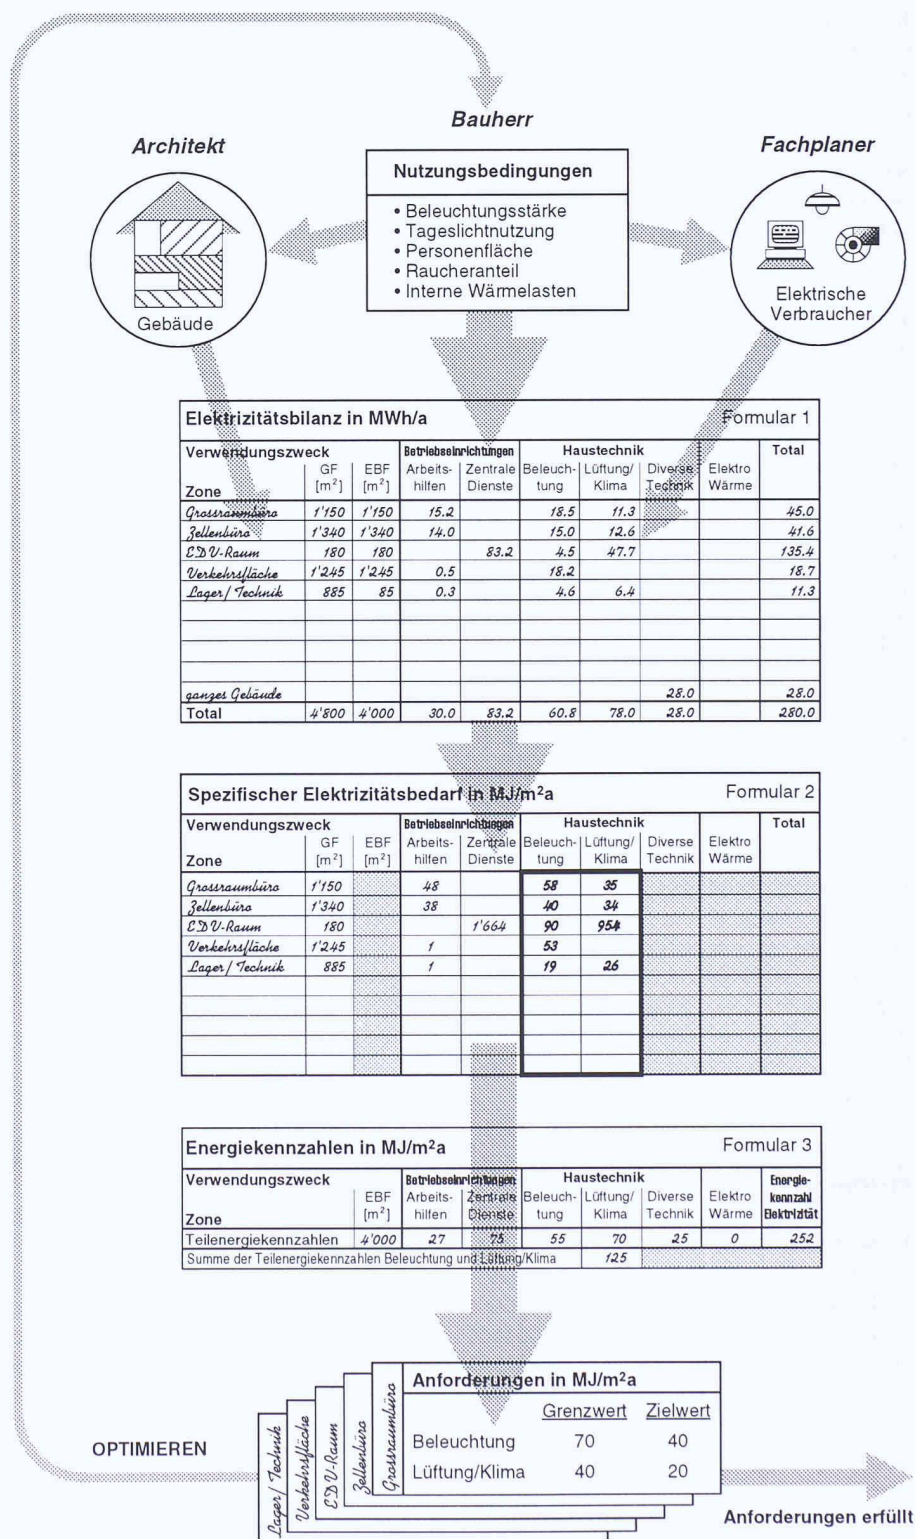 Bauherr
Architekt
Fachplaner
Nutzungsbedingungen
• Beleuchtungsstärke
• Tageslichtnutzung
• Personenfläche
• Raucheranteil
• Interne Wärmelasten
Gebäude
Elektrische
Verbraucher
Elektrizitätsbilanz in MWh/a Formular 1
Verwendungszweck Betriebseinrichtungen Haustechnik Total
GF EBF Arbeits- Zentrale Beleuch- Lüftung/ Diverse Elektro
Zone [m²] [m²] hilfen Dienste tung Klima Technik Wärme
Grossraumbüro 1'150 1'150 15.2 18.5 11.3 45.0
Zellenbüro 1'340 1'340 14.0 15.0 12.6 41.6
EDV-Raum 180 180 83.2 4.5 47.7 135.4
Verkehrsfläche 1'245 1'245 0.5 18.2 18.7
Lager/Technik 885 85 0.3 4.6 6.4 11.3
ganzes Gebäude 28.0 28.0
Total 4'800 4'000 30.0 83.2 60.8 78.0 28.0 280.0
Spezifischer Elektrizitätsbedarf in MJ/m²a Formular 2
Verwendungszweck Betriebseinrichtungen Haustechnik Total
GF EBF Arbeits- Zentrale Beleuch- Lüftung/ Diverse Elektro
Zone [m²] [m²] hilfen Dienste tung Klima Technik Wärme
Grossraumbüro 1'150 48 58 35
Zellenbüro 1'340 38 40 34
EDV-Raum 180 1'664 90 954
Verkehrsfläche 1'245 1 53
Lager/Technik 885 1 19 26
Energiekennzahlen in MJ/m²a Formular 3
Verwendungszweck Betriebseinrichtungen Haustechnik Energie-
EBF Arbeits- Zentrale Beleuch- Lüftung/ Diverse Elektro kennzahl
Zone [m²] hilfen Dienste tung Klima Technik Wärme Elektrizität
Teilenergiekennzahlen 4'000 27 75 55 70 25 0 252
Summe der Teilenergiekennzahlen Beleuchtung und Lüftung/Klima 125
Lager/Technik
Verkehrsfläche
EDV-Raum
Zellenbüro
Grossraumbüro
Anforderungen in MJ/m²a
Grenzwert Zielwert
Beleuchtung 70 40
Lüftung/Klima 40 20
OPTIMIEREN
Anforderungen erfüllt